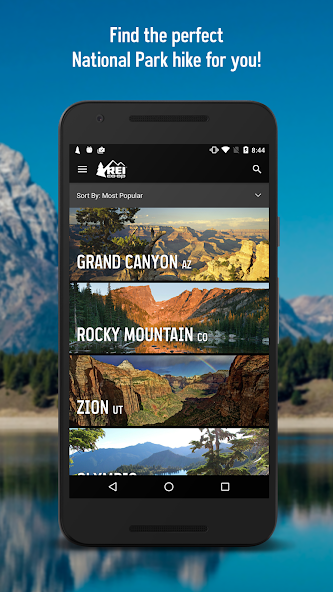 Find the perfect
National Park hike for you!
8:44
REI
co·op
Sort By: Most Popular
GRAND CANYON AZ
ROCKY MOUNTAIN CO
ZION UT
OLYMPIC